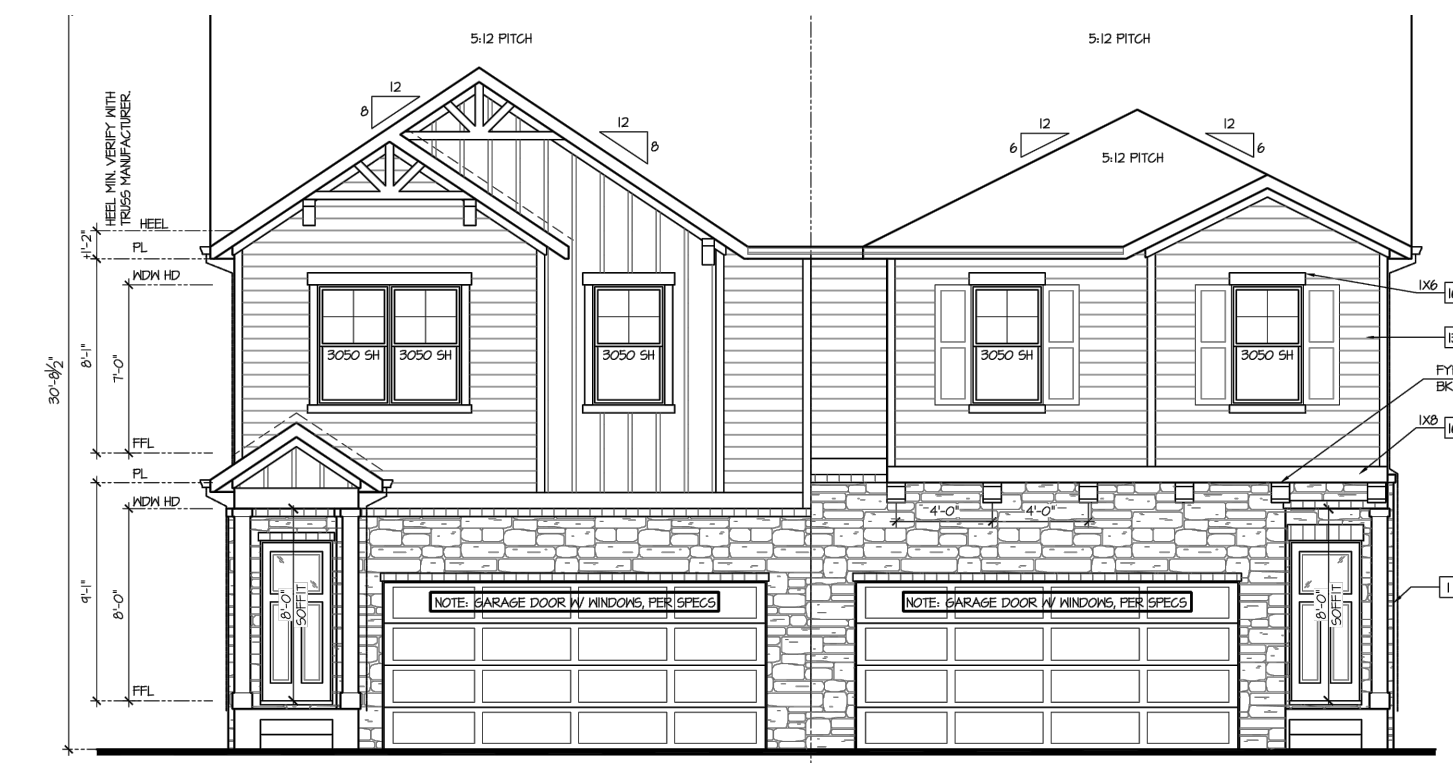 5:12 PITCH
5:12 PITCH
12
8
12
8
12
6
12
6
5:12 PITCH
HEEL MIN. VERIFY WITH
TRUSS MANUFACTURER.
HEEL
±1'-2"
PL
WDW HD
1X6
3050 SH
3050 SH
3050 SH
3050 SH
3050 SH
30'-8½"
8'-1"
7'-0"
FFL
1X8
PL
WDW HD
4'-0"
4'-0"
9'-1"
8'-0"
8'-0"
SOFFIT
NOTE: GARAGE DOOR W/ WINDOWS, PER SPECS
NOTE: GARAGE DOOR W/ WINDOWS, PER SPECS
8'-0"
SOFFIT
FFL